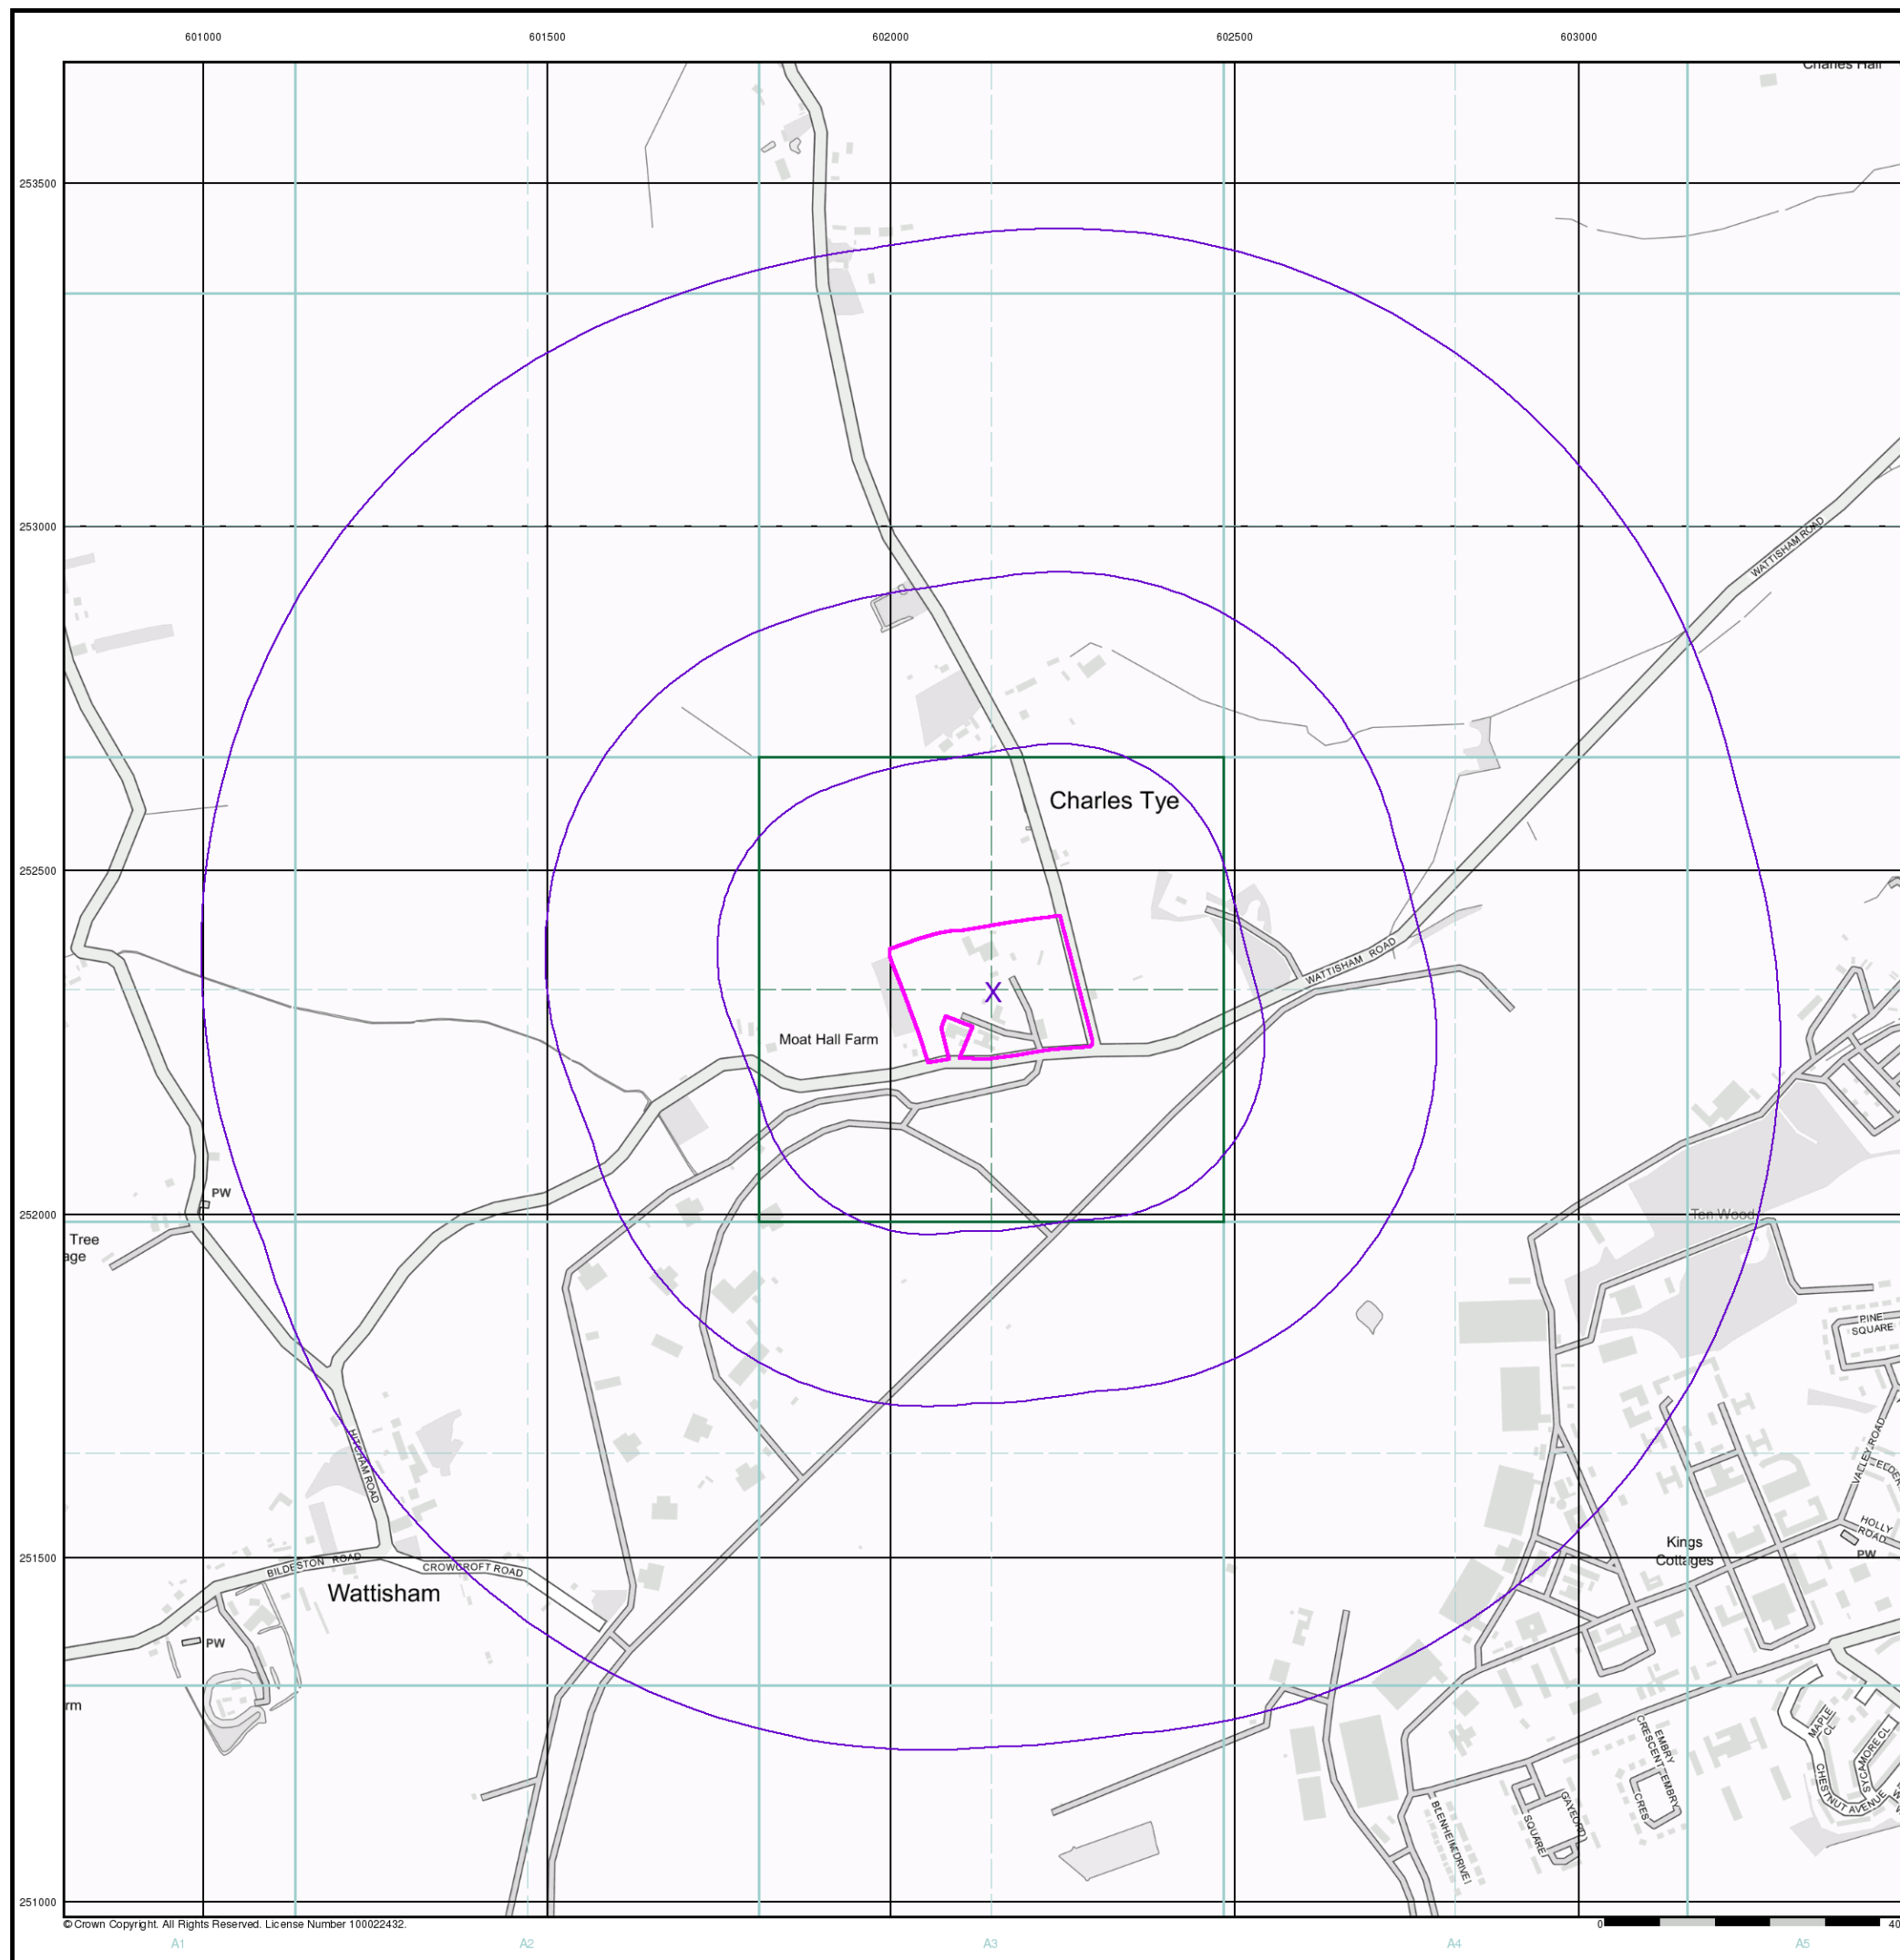 601000
601500
602000
602500
603000
Charles Hall
253500
253000
WATTISHAM ROAD
Charles Tye
252500
WATTISHAM ROAD
X
Moat Hall Farm
PW
252000
Ten Wood
Tree
age
PINE
SQUARE
HITCHAM ROAD
VALLEY ROAD
ELDER
HOLLY
ROAD
Kings
Cottages
PW
251500
BILDESTON ROAD
CROWCROFT ROAD
Wattisham
PW
rm
MAPLE
CL
EMBRY
CRESCENT
EMBRY
CRES
SYCAMORE CL
CHESTNUT AVENUE
GAYFORD
SQUARE
BLENHEIM DRIVE
251000
© Crown Copyright. All Rights Reserved. License Number 100022432.
0
40
A1
A2
A3
A4
A5